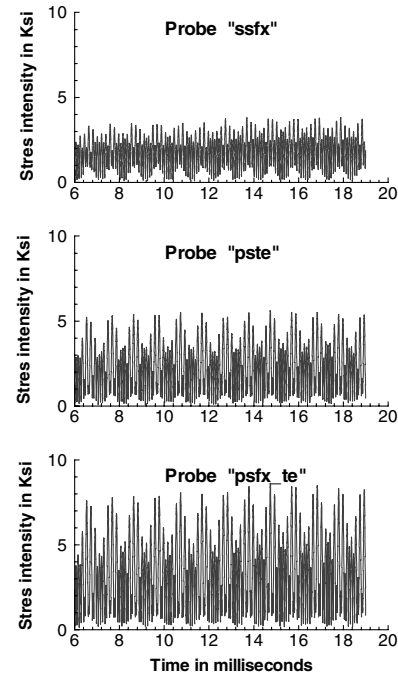 10
Probe "ssfx"
Stres intensity in Ksi
5
0
6 8 10 12 14 16 18 20
10
Probe "pste"
Stres intensity in Ksi
5
0
6 8 10 12 14 16 18 20
10
Probe "psfx_te"
Stres intensity in Ksi
5
0
6 8 10 12 14 16 18 20
Time in milliseconds